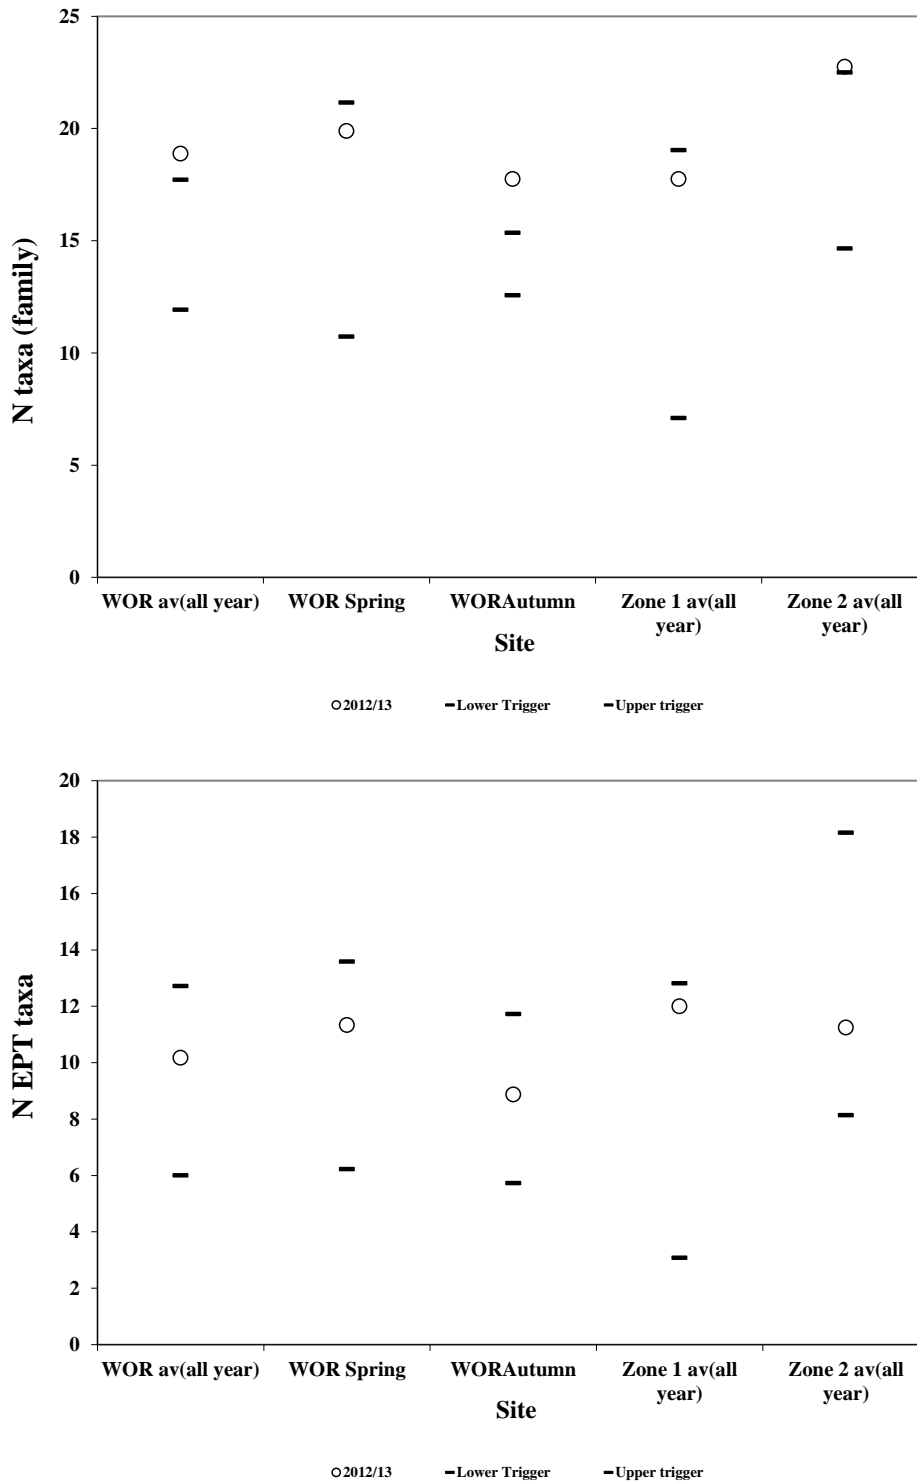 25
20
15
10
5
0
N taxa (family)
WOR av(all year) WOR Spring WORAutumn Zone 1 av(all Zone 2 av(all
year) year)
Site
2012/13 Lower Trigger Upper trigger
20
18
16
14
12
10
8
6
4
2
0
N EPT taxa
WOR av(all year) WOR Spring WORAutumn Zone 1 av(all Zone 2 av(all
year) year)
Site
2012/13 Lower Trigger Upper trigger